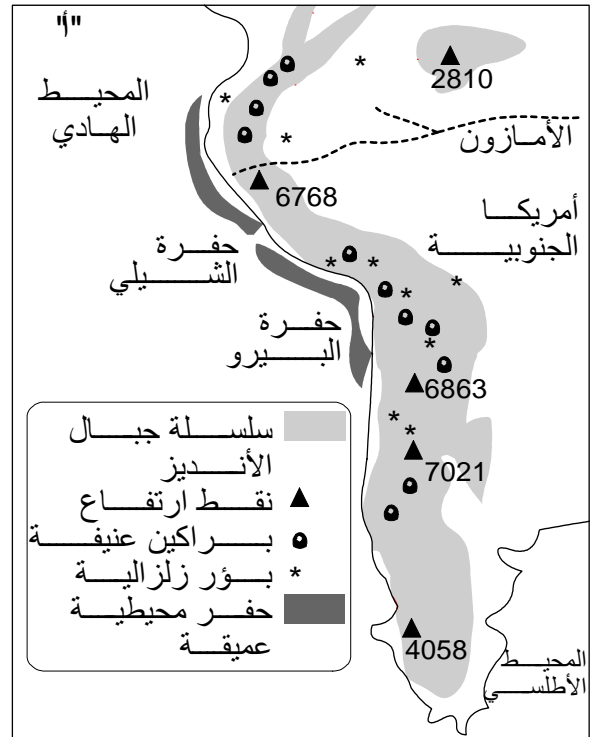 "أ"
المحيط
الهادي
2810
الأمازون
6768
أمريكا
الجنوبية
حفرة
الشيلي
حفرة
البيرو
6863
7021
سلسلة جبال
الأنديز
نقط ارتفاع
براكين عنيفة
بؤر زلزالية
حفر محيطية
عميقة
4058
المحيط
الأطلسي